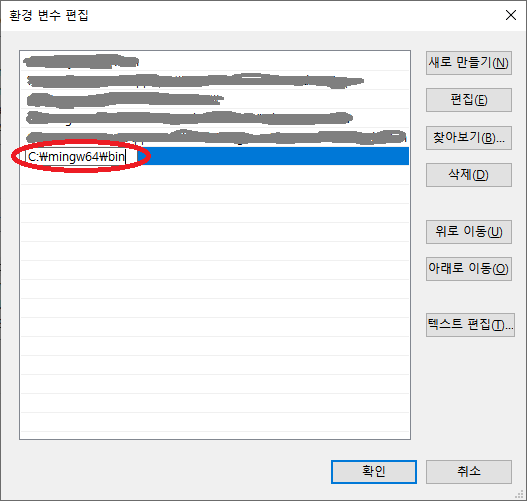 환경 변수 편집
새로 만들기(N)
편집(E)
찾아보기(B)...
C:₩mingw64₩bin
삭제(D)
위로 이동(U)
아래로 이동(O)
텍스트 편집(T)...
확인
취소